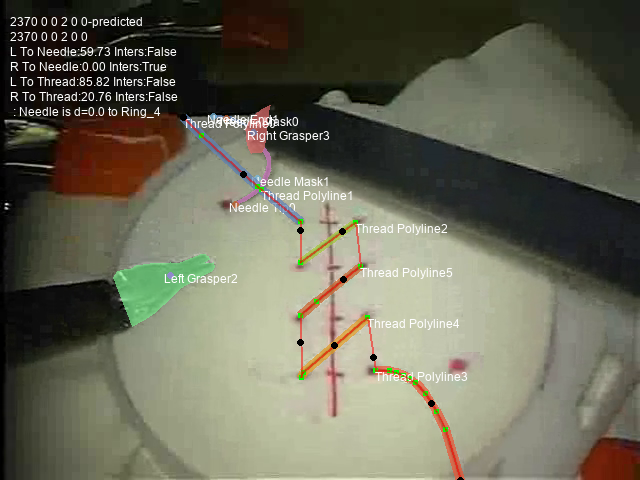 2370 0 0 2 0 0-predicted
2370 0 0 2 0 0
L To Needle:59.73 Inters:False
R To Needle:0.00 Inters:True
L To Thread:85.82 Inters:False
R To Thread:20.76 Inters:False
: Needle is d=0.0 to Ring_4
Thread Polyline
Right Grasper3
Needle Mask1
Thread Polyline1
Thread Polyline2
Thread Polyline5
Left Grasper2
Thread Polyline4
Thread Polyline3